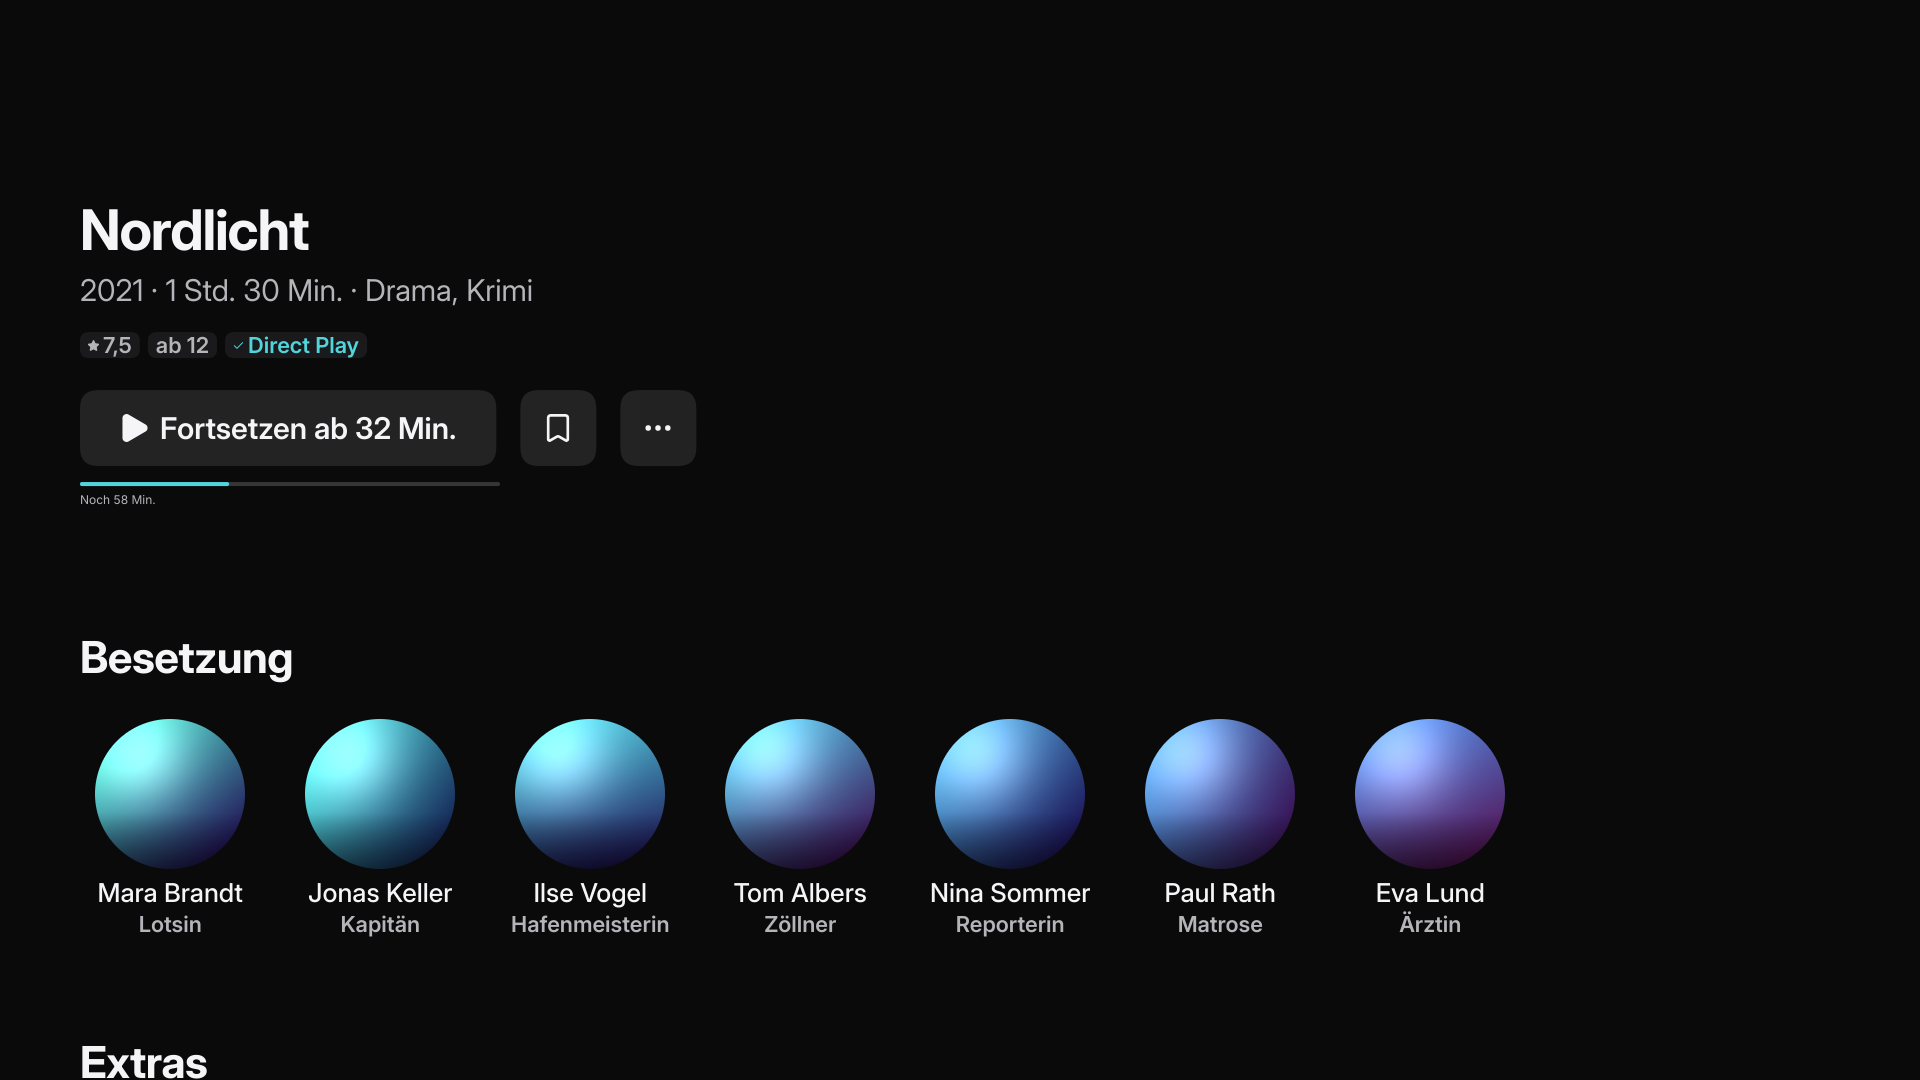 Nordlicht
2021 · 1 Std. 30 Min. · Drama, Krimi
7,5 ab 12 Direct Play
Fortsetzen ab 32 Min.
Noch 58 Min.
Besetzung
Mara Brandt Jonas Keller Ilse Vogel Tom Albers Nina Sommer Paul Rath Eva Lund
Lotsin Kapitän Hafenmeisterin Zöllner Reporterin Matrose Ärztin
Extras